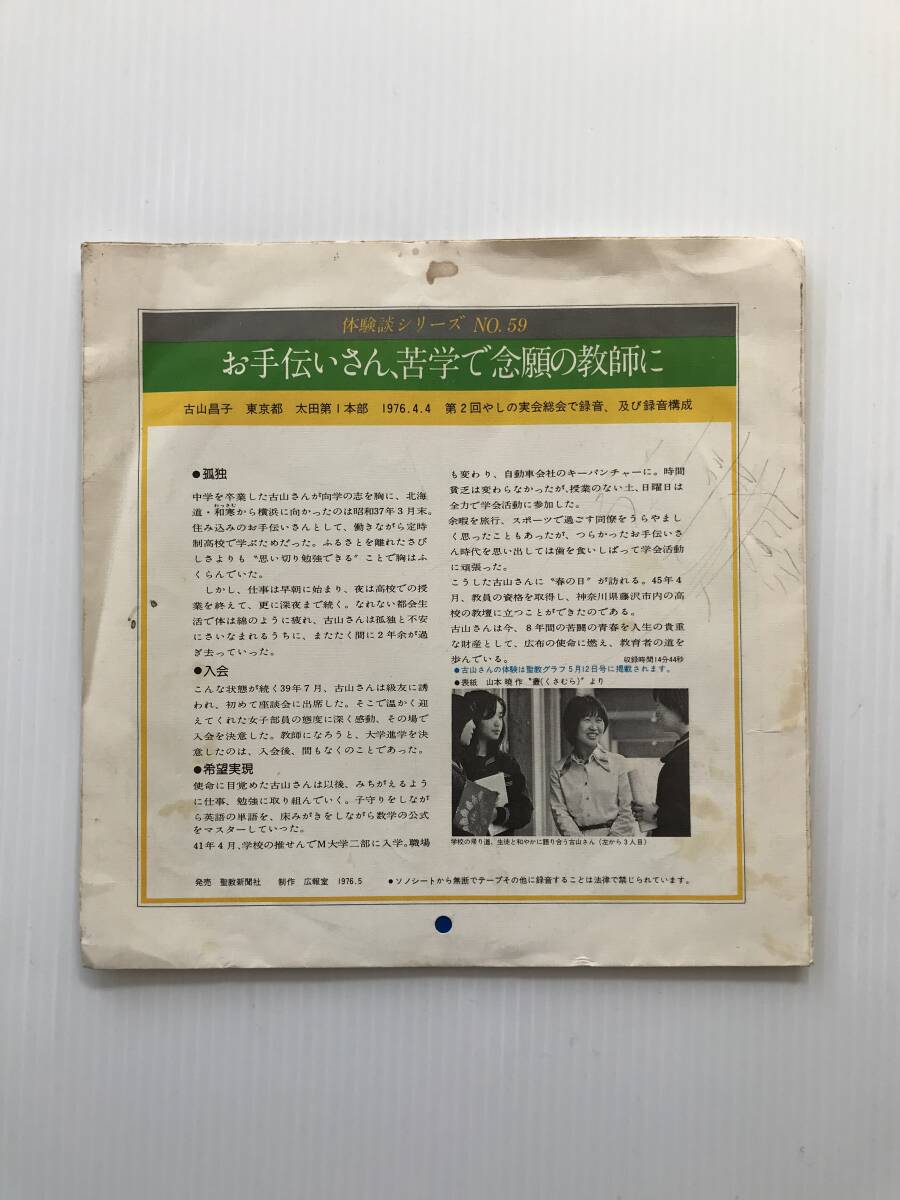 体験談シリーズ NO.59
お手伝いさん、苦学で念願の教師に
古山昌子 東京都 太田第1本部 1976.4.4 第2回やしの実会総会で録音、及び録音構成
●孤独
中学を卒業した古山さんが向学の志を胸に、北海
道・和寒から横浜に向かったのは昭和37年3月末。
わっさむ
住み込みのお手伝いさんとして、働きながら定時
制高校で学ぶためだった。ふるさとを離れたさび
しさよりも〝思い切り勉強できる〟ことで胸はふ
くらんでいた。
しかし、仕事は早朝に始まり、夜は高校での授
業を終えて、更に深夜まで続く。なれない都会生
活で体は綿のように疲れ、古山さんは孤独と不安
にさいなまれるうちに、またたく間に2年余が過
ぎ去っていった。
●入会
こんな状態が続く39年7月、古山さんは級友に誘
われ、初めて座談会に出席した。そこで温かく迎
えてくれた女子部員の態度に深く感動、その場で
入会を決意した。教師になろうと、大学進学を決
意したのは、入会後、間もなくのことであった。
●希望実現
使命に目覚めた古山さんは以後、みちがえるよう
に仕事、勉強に取り組んでいく。子守りをしなが
ら英語の単語を、床みがきをしながら数学の公式
をマスターしていった。
41年4月、学校の推せんでM大学二部に入学。職場
も変わり、自動車会社のキーパンチャーに。時間
貧乏は変わらなかったが、授業のない土、日曜日は
全力で学会活動に参加した。
余暇を旅行、スポーツで過ごす同僚をうらやまし
く思ったこともあったが、つらかったお手伝いさ
ん時代を思い出しては歯を食いしばって学会活動
に頑張った。
こうした古山さんに〝春の日〟が訪れる。45年4
月、教員の資格を取得し、神奈川県藤沢市内の高
校の教壇に立つことができたのである。
古山さんは今、8年間の苦闘の青春を人生の貴重
な財産として、広布の使命に燃え、教育者の道を
歩んでいる。 収録時間14分44秒
●古山さんの体験は聖教グラフ5月12日号に掲載されます。
●表紙 山本 暁 作 〝叢(くさむら)〟より
学校の帰り道、生徒と和やかに語り合う古山さん(左から3人目)
発売 聖教新聞社 制作 広報室 1976.5 ●ソノシートから無断でテープその他に録音することは法律で禁じられています。